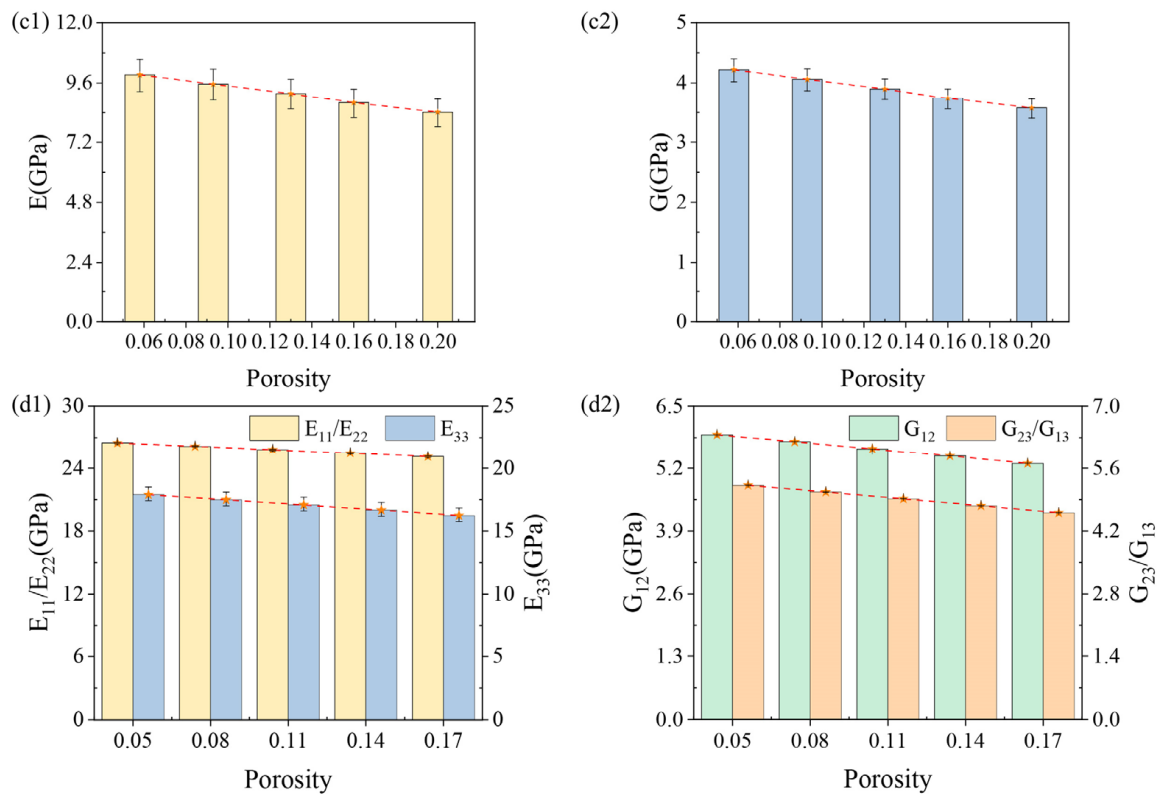 (c1)
12.0
9.6
7.2
4.8
2.4
0.0
E(GPa)
0.06 0.08 0.10 0.12 0.14 0.16 0.18 0.20
Porosity
(c2)
5
4
3
2
1
0
G(GPa)
0.06 0.08 0.10 0.12 0.14 0.16 0.18 0.20
Porosity
(d1)
30
24
18
12
6
0
E11/E22(GPa)
E11/E22 E33
25
20
15
10
5
0
E33(GPa)
0.05 0.08 0.11 0.14 0.17
Porosity
(d2)
6.5
5.2
3.9
2.6
1.3
0.0
G12(GPa)
G12 G23/G13
7.0
5.6
4.2
2.8
1.4
0.0
G23/G13
0.05 0.08 0.11 0.14 0.17
Porosity